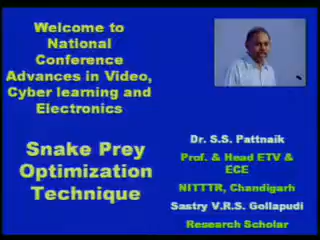 Welcome to
National
Conference
Advances in Video,
Cyber learning and
Electronics
Snake Prey
Optimization
Technique
Dr. S.S. Pattnaik
Prof. & Head ETV &
ECE
NITTTR, Chandigarh
Sastry V.R.S. Gollapudi
Research Scholar